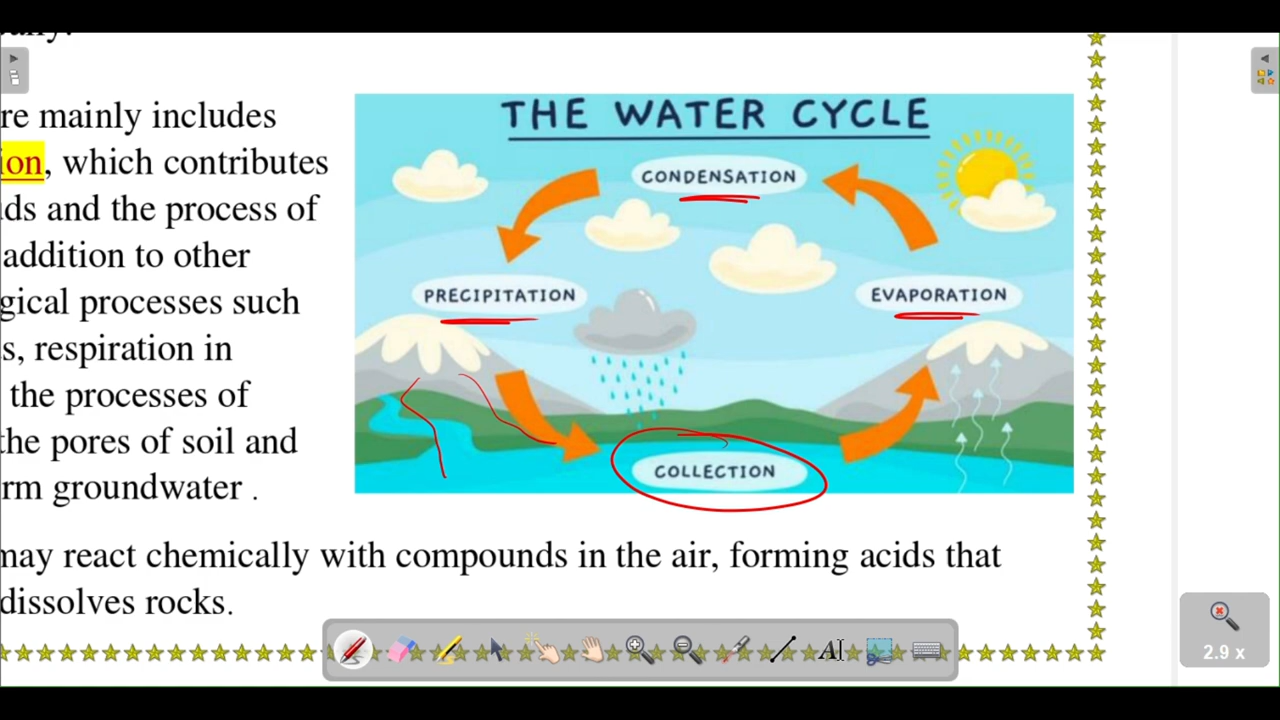 re mainly includes
ion, which contributes
ds and the process of
addition to other
gical processes such
s, respiration in
the processes of
the pores of soil and
rm groundwater .
THE WATER CYCLE
CONDENSATION
PRECIPITATION
EVAPORATION
COLLECTION
may react chemically with compounds in the air, forming acids that
dissolves rocks.
AI
2.9 x